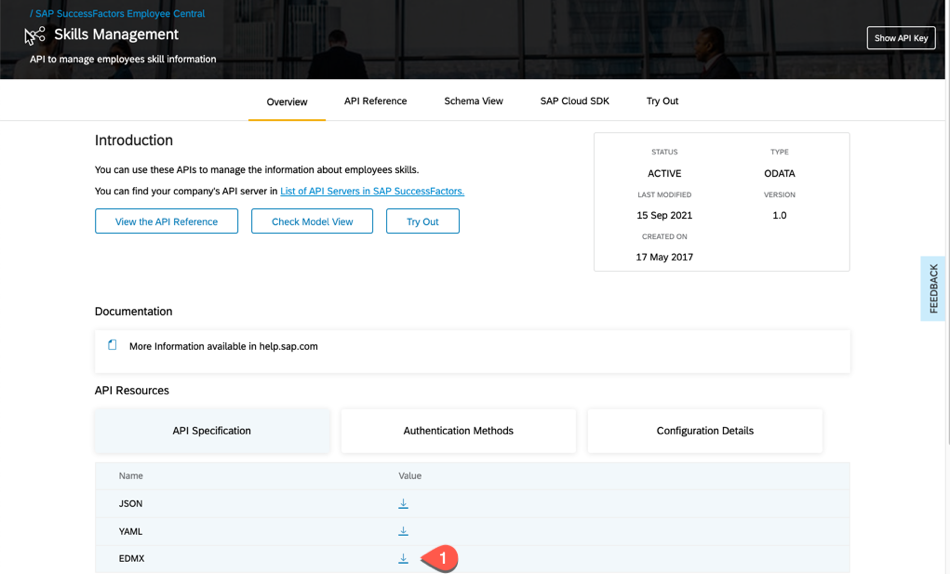 / SAP SuccessFactors Employee Central
Skills Management
Show API Key
API to manage employees skill information
Overview API Reference Schema View SAP Cloud SDK Try Out
Introduction
You can use these APIs to manage the information about employees skills.
You can find your company's API server in List of API Servers in SAP SuccessFactors.
View the API Reference Check Model View Try Out
STATUS TYPE
ACTIVE ODATA
LAST MODIFIED VERSION
15 Sep 2021 1.0
CREATED ON
17 May 2017
FEEDBACK
Documentation
More Information available in help.sap.com
API Resources
API Specification Authentication Methods Configuration Details
Name Value
JSON
YAML
EDMX 1